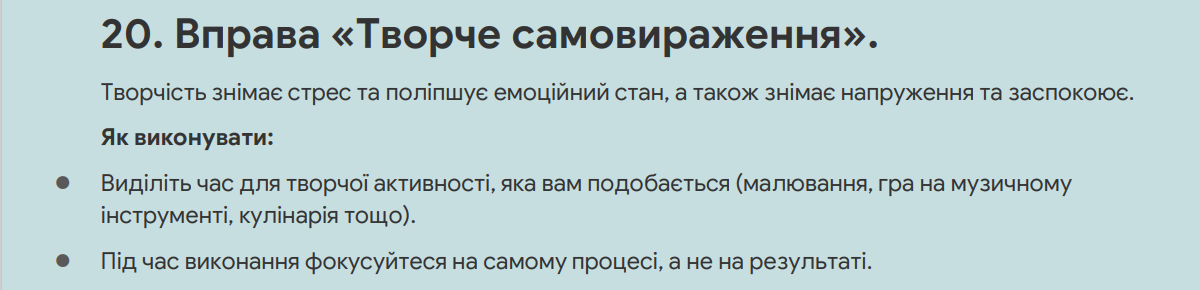 20. Вправа «Творче самовираження».
Творчість знімає стрес та поліпшує емоційний стан, а також знімає напруження та заспокоює.
Як виконувати:
● Виділіть час для творчої активності, яка вам подобається (малювання, гра на музичному
інструменті, кулінарія тощо).
● Під час виконання фокусуйтеся на самому процесі, а не на результаті.